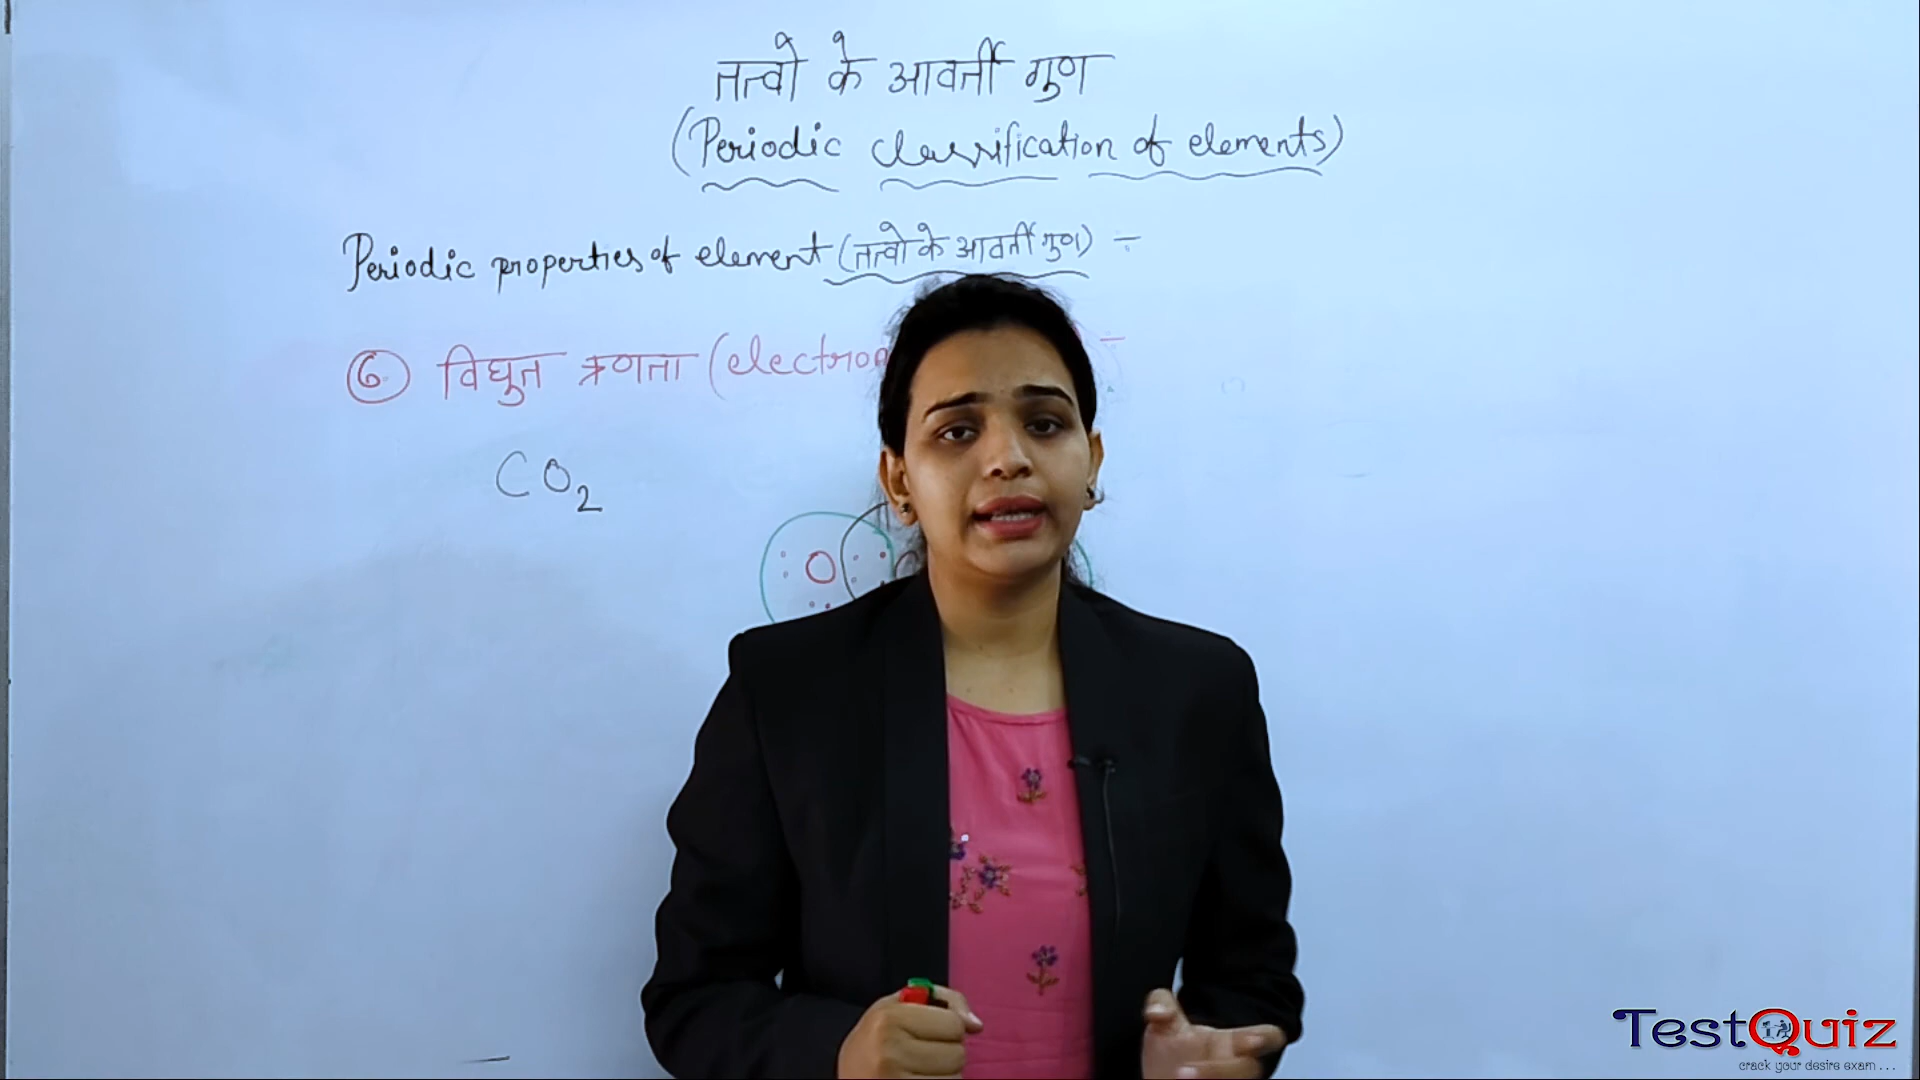 तत्वो के आवर्ती गुण
(Periodic classification of elements)
Periodic properties of element (तत्वो के आवर्ती गुण) ÷
⑥ विघुत ऋणता (electron
CO2
TestQuiz
crack your desire exam . . .